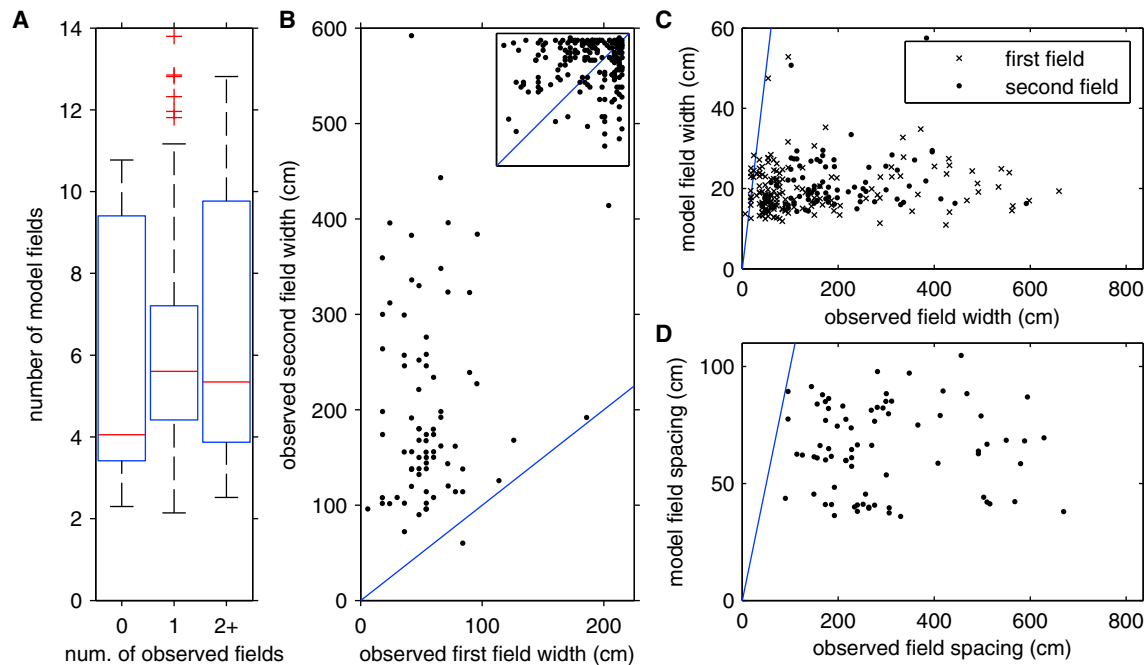 A
14
12
10
8
6
4
2
0
0 1 2+
number of model fields
num. of observed fields
B
600
500
400
300
200
100
0
0 100 200
observed second field width (cm)
observed first field width (cm)
C
60
40
20
0
0 200 400 600 800
model field width (cm)
observed field width (cm)
first field
second field
D
100
50
0
0 200 400 600 800
model field spacing (cm)
observed field spacing (cm)